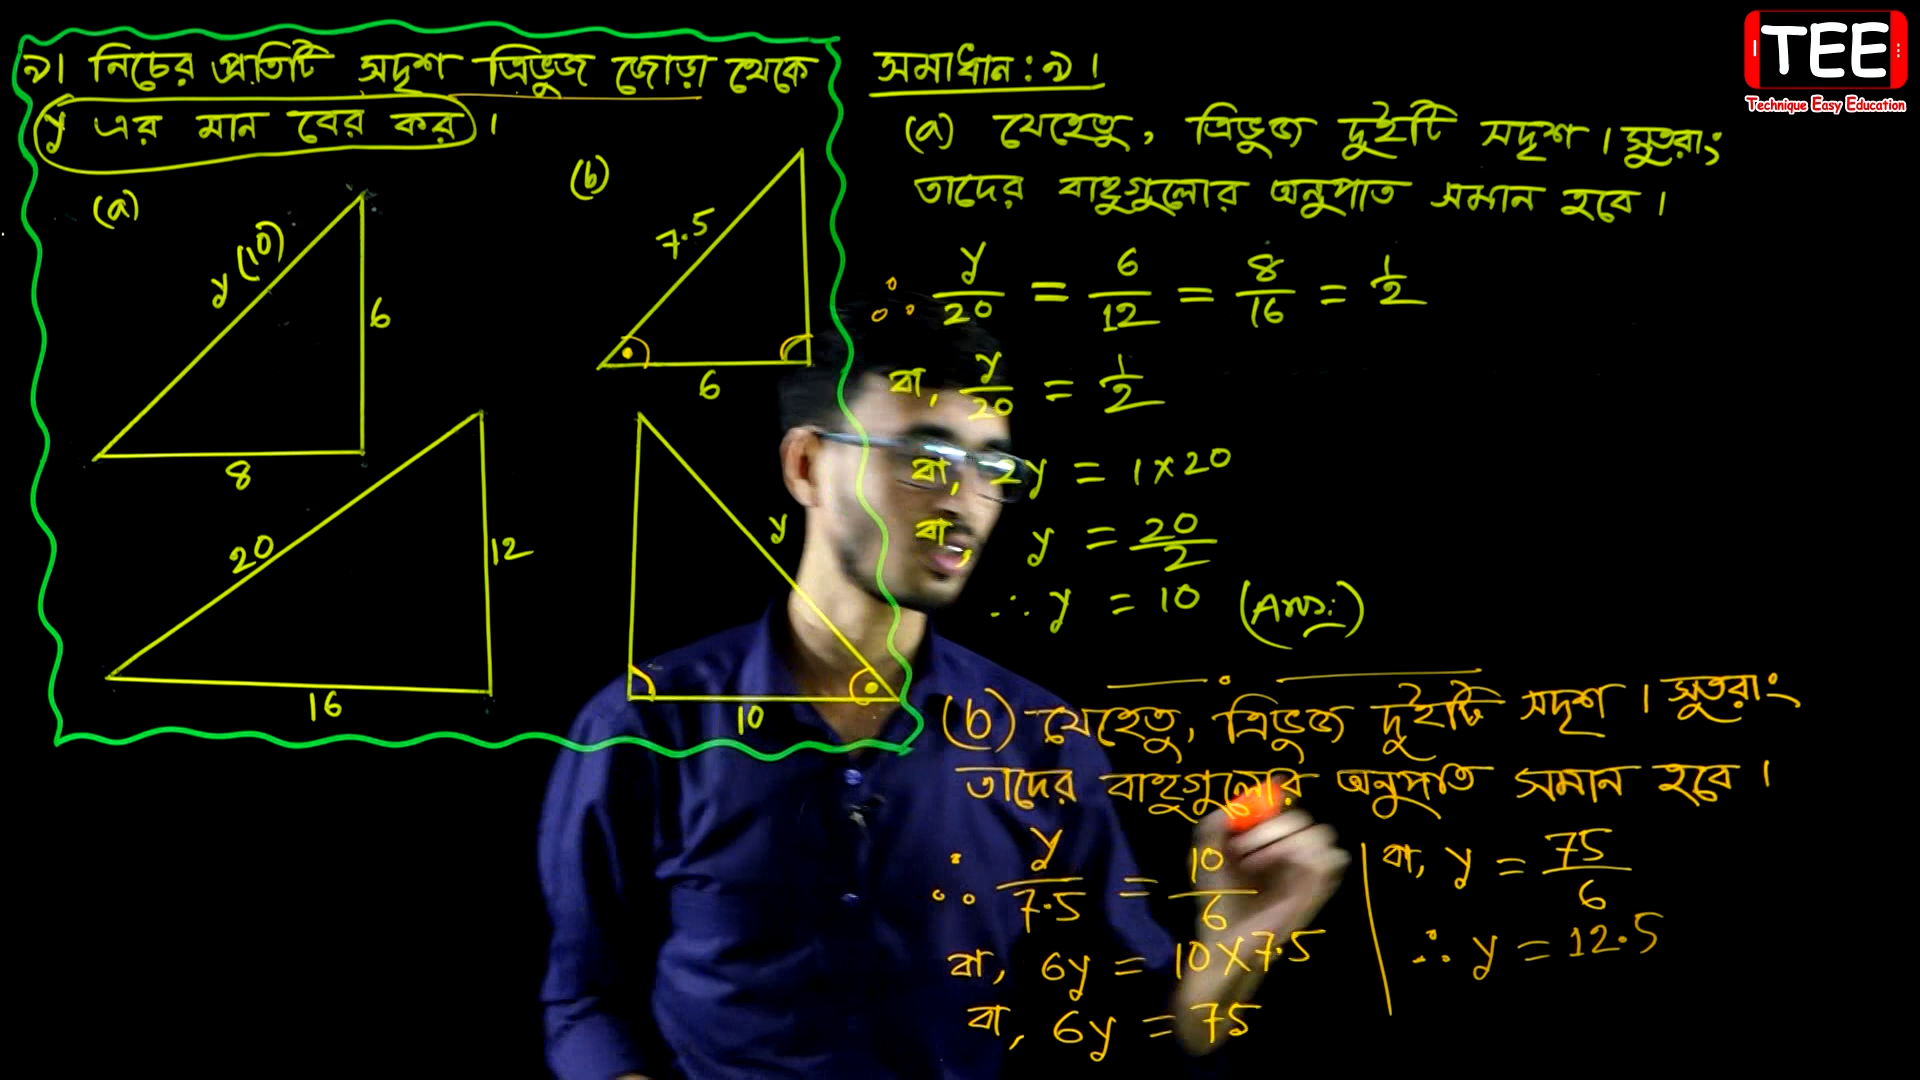 ৯। নিচের প্রতিটি সদৃশ ত্রিভুজ জোড়া থেকে
y এর মান বের কর।
(a)
y (10)
6
8
20
12
16
(b)
7.5
6
y
10
সমাধান: ৯।
(a) যেহেতু, ত্রিভুজ দুইটি সদৃশ। সুতরাং
তাদের বাহুগুলোর অনুপাত সমান হবে।
∴ y/20 = 6/12 = 8/16 = 1/2
বা, y/20 = 1/2
বা, 2y = 1×20
বা, y = 20/2
∴ y = 10 (Ans:)
(b) যেহেতু, ত্রিভুজ দুইটি সদৃশ। সুতরাং
তাদের বাহুগুলোর অনুপাত সমান হবে।
∴ y/7.5 = 10/6
বা, 6y = 10×7.5
বা, 6y = 75
বা, y = 75/6
∴ y = 12.5
TEE
Technique Easy Education